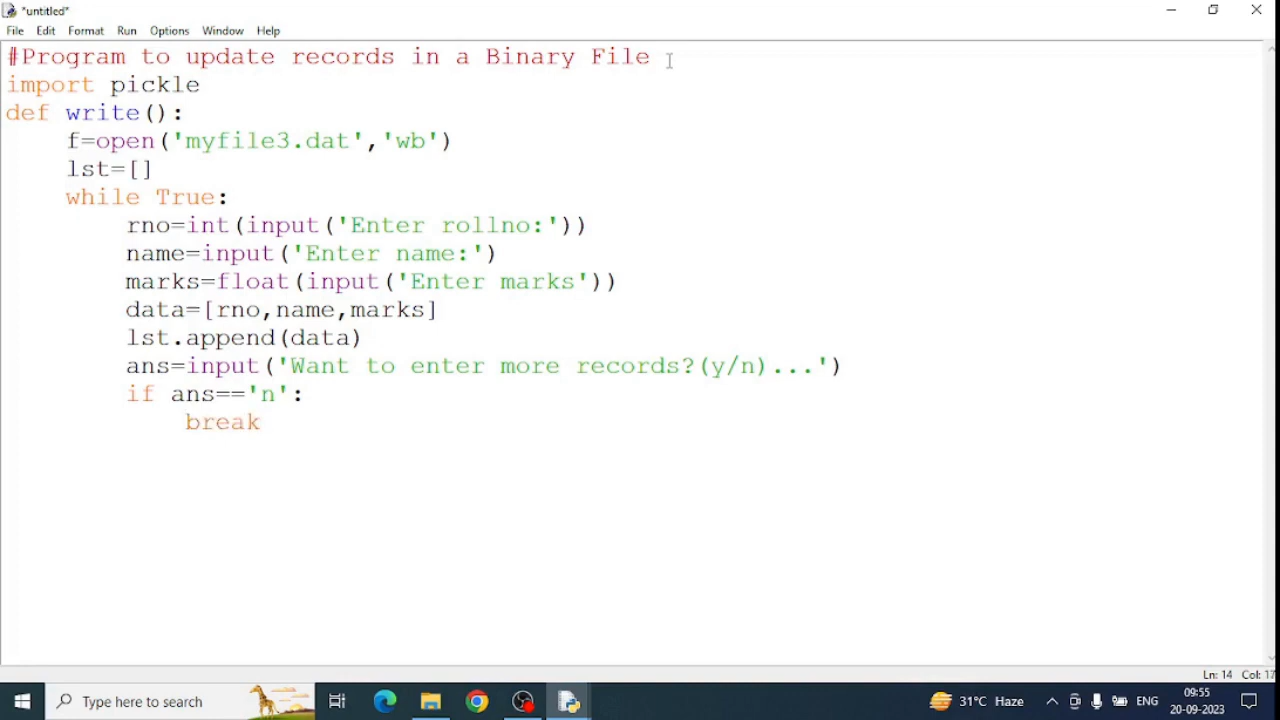 *untitled*
File Edit Format Run Options Window Help
#Program to update records in a Binary File
import pickle
def write():
    f=open('myfile3.dat','wb')
    lst=[]
    while True:
        rno=int(input('Enter rollno:'))
        name=input('Enter name:')
        marks=float(input('Enter marks'))
        data=[rno,name,marks]
        lst.append(data)
        ans=input('Want to enter more records?(y/n)...')
        if ans=='n':
            break
Ln: 14 Col: 17
Type here to search
31°C Haze
ENG
09:55
20-09-2023